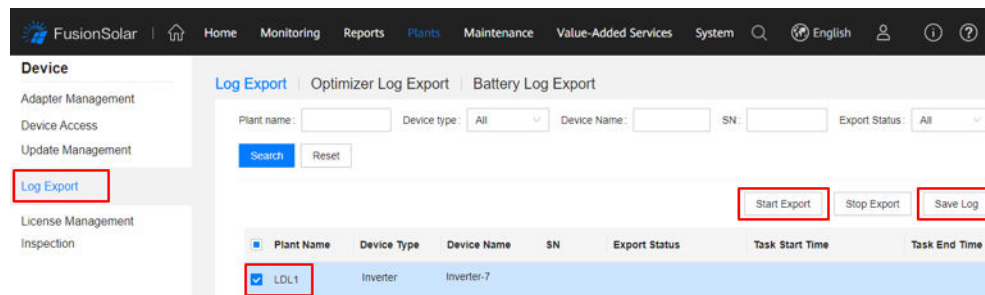 FusionSolar Home Monitoring Reports Plants Maintenance Value-Added Services System English
Device
Adapter Management
Device Access
Update Management
Log Export
License Management
Inspection
Log Export Optimizer Log Export Battery Log Export
Plant name: Device type: All Device Name: SN: Export Status: All
Search Reset
Start Export Stop Export Save Log
Plant Name Device Type Device Name SN Export Status Task Start Time Task End Time
LDL1 Inverter Inverter-7